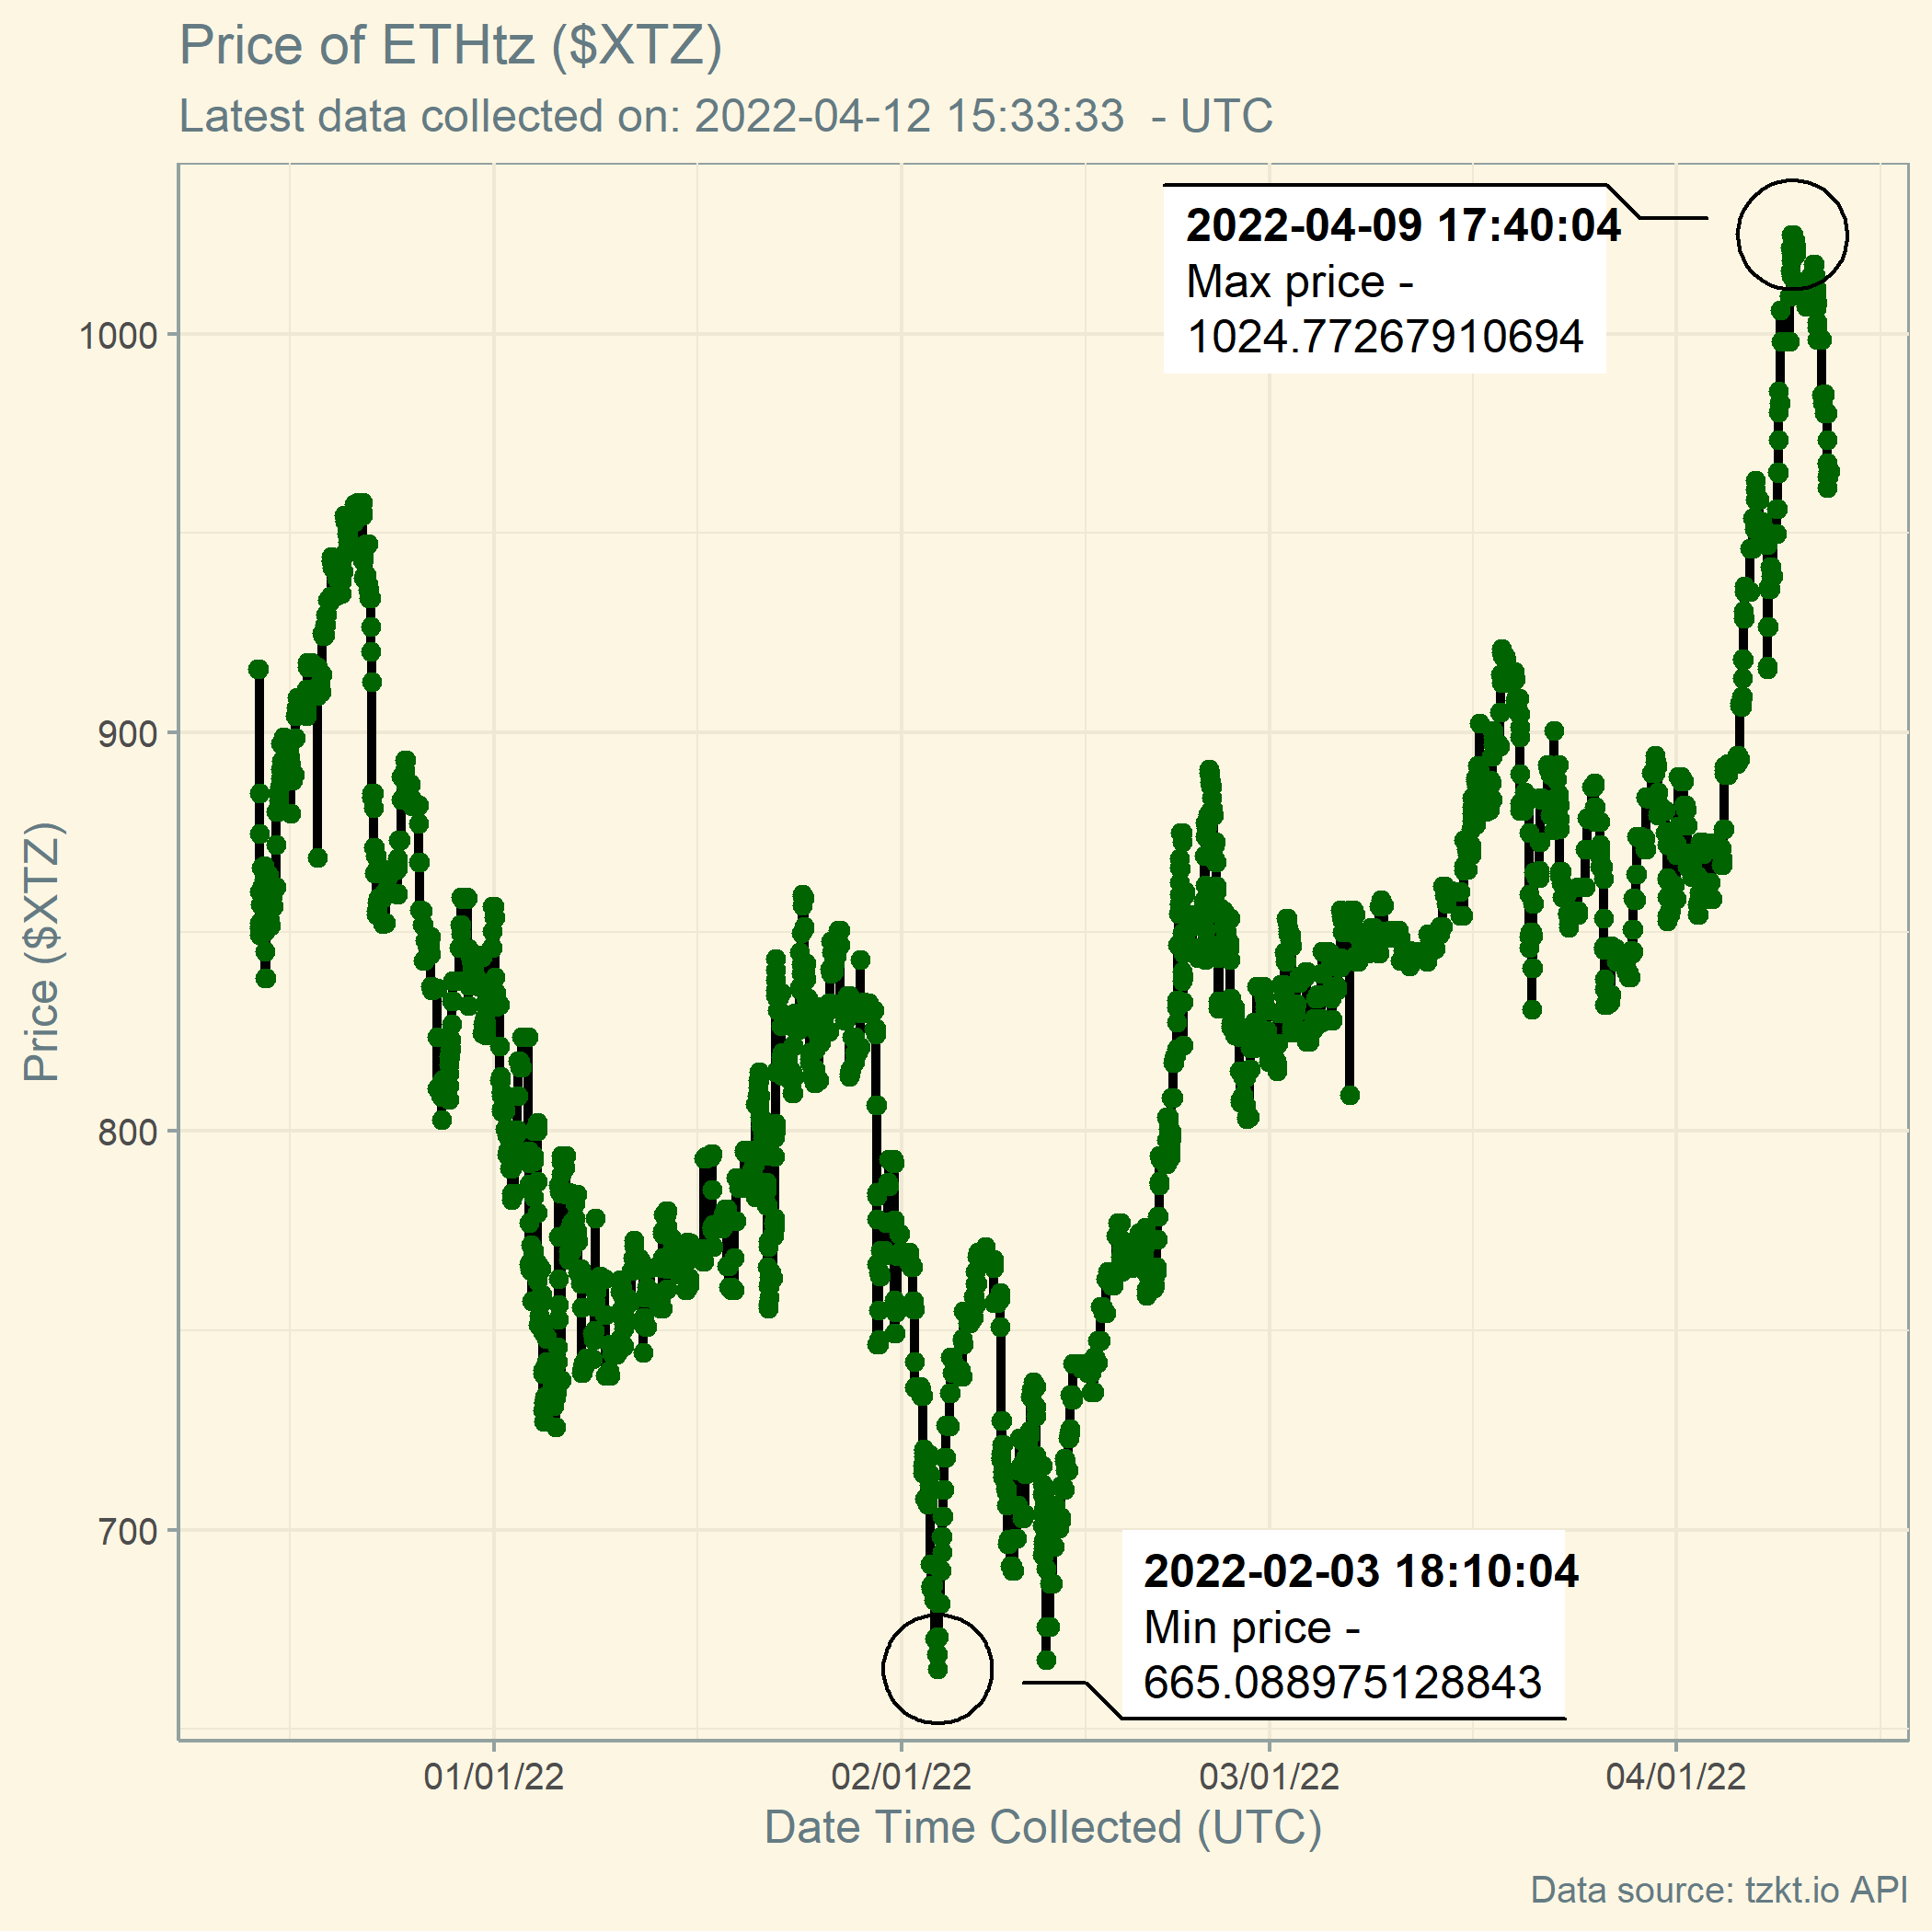 Price of ETHtz ($XTZ)
Latest data collected on: 2022-04-12 15:33:33  - UTC
2022-04-09 17:40:04
Max price -
1024.77267910694
1000
900
800
700
Price ($XTZ)
2022-02-03 18:10:04
Min price -
665.088975128843
01/01/22
02/01/22
03/01/22
04/01/22
Date Time Collected (UTC)
Data source: tzkt.io API